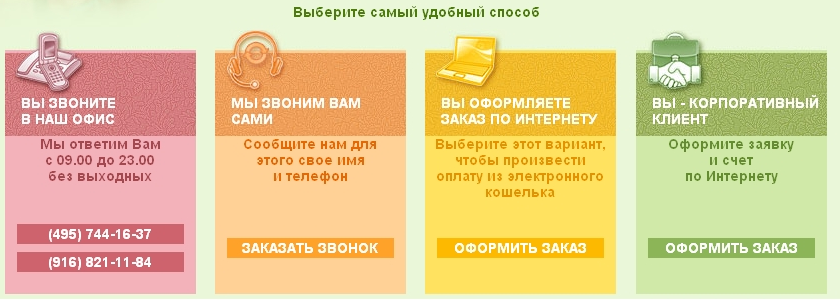 Выберите самый удобный способ
ВЫ ЗВОНИТЕ
В НАШ ОФИС
Мы ответим Вам
с 09.00 до 23.00
без выходных
(495) 744-16-37
(916) 821-11-84
МЫ ЗВОНИМ ВАМ
САМИ
Сообщите нам для
этого свое имя
и телефон
ЗАКАЗАТЬ ЗВОНОК
ВЫ ОФОРМЛЯЕТЕ
ЗАКАЗ ПО ИНТЕРНЕТУ
Выберите этот вариант,
чтобы произвести
оплату из электронного
кошелька
ОФОРМИТЬ ЗАКАЗ
ВЫ - КОРПОРАТИВНЫЙ
КЛИЕНТ
Оформите заявку
и счет
по Интернету
ОФОРМИТЬ ЗАКАЗ